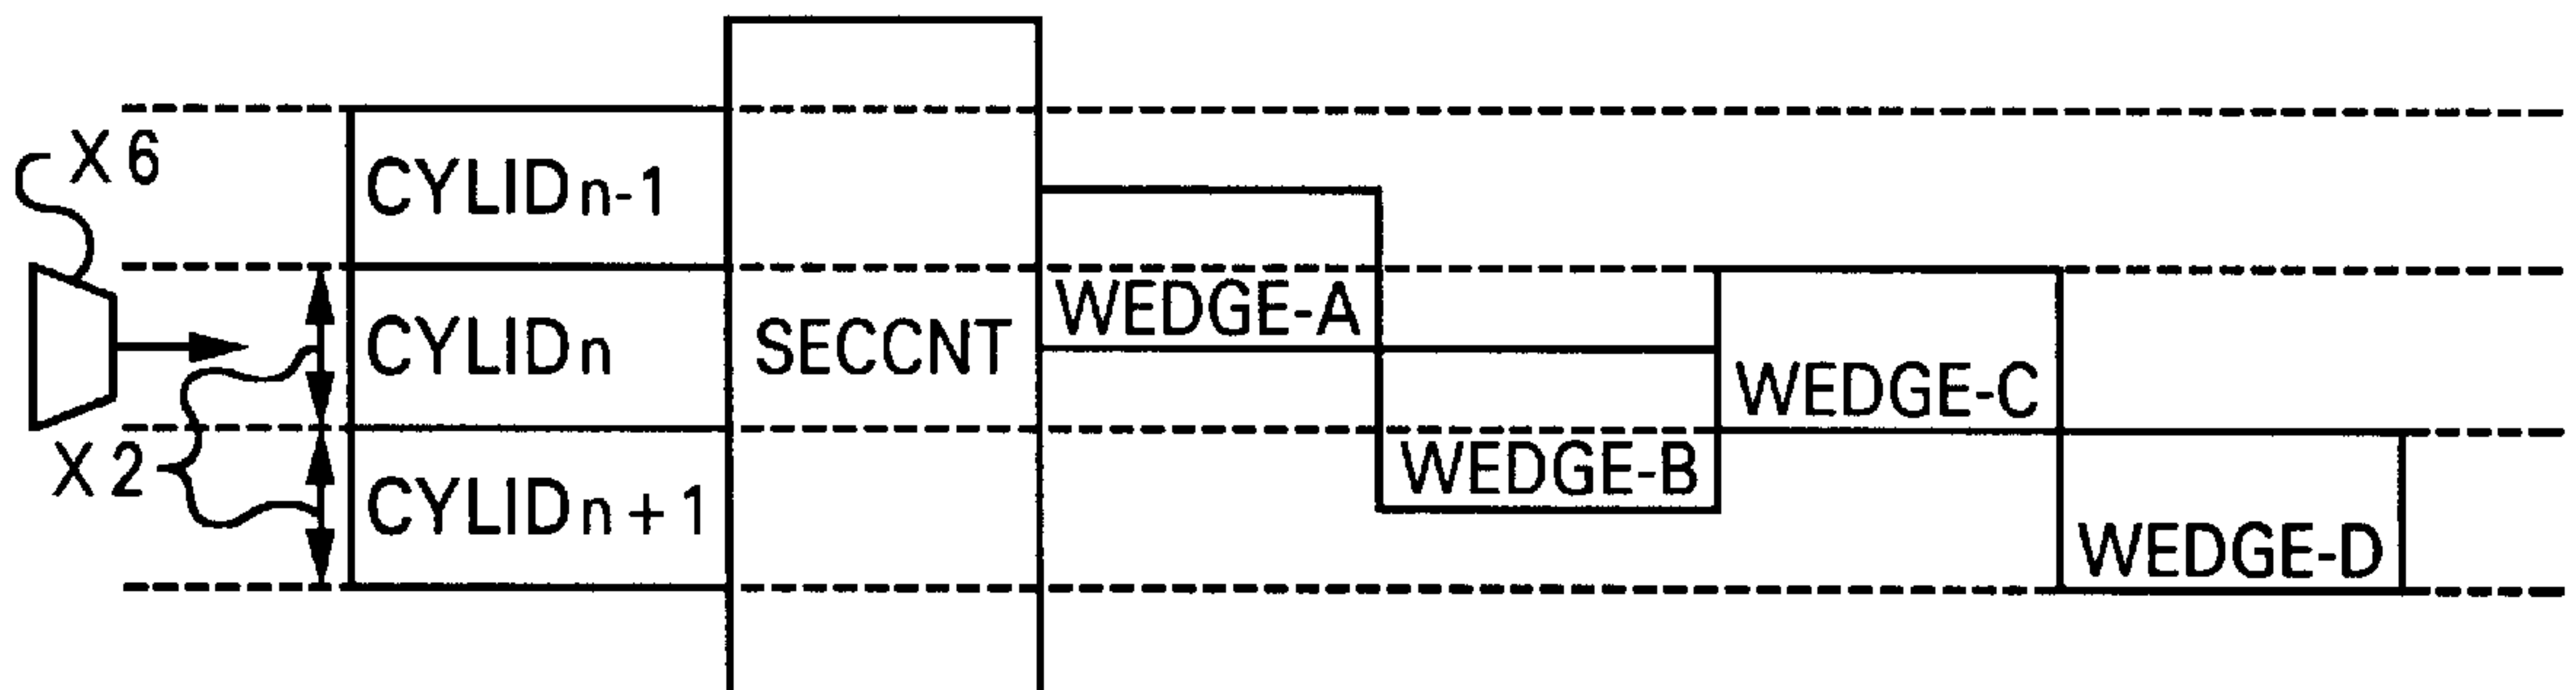 X6
CYLIDn-1
WEDGE-A
CYLIDn
SECCNT
WEDGE-C
X2
WEDGE-B
CYLIDn+1
WEDGE-D